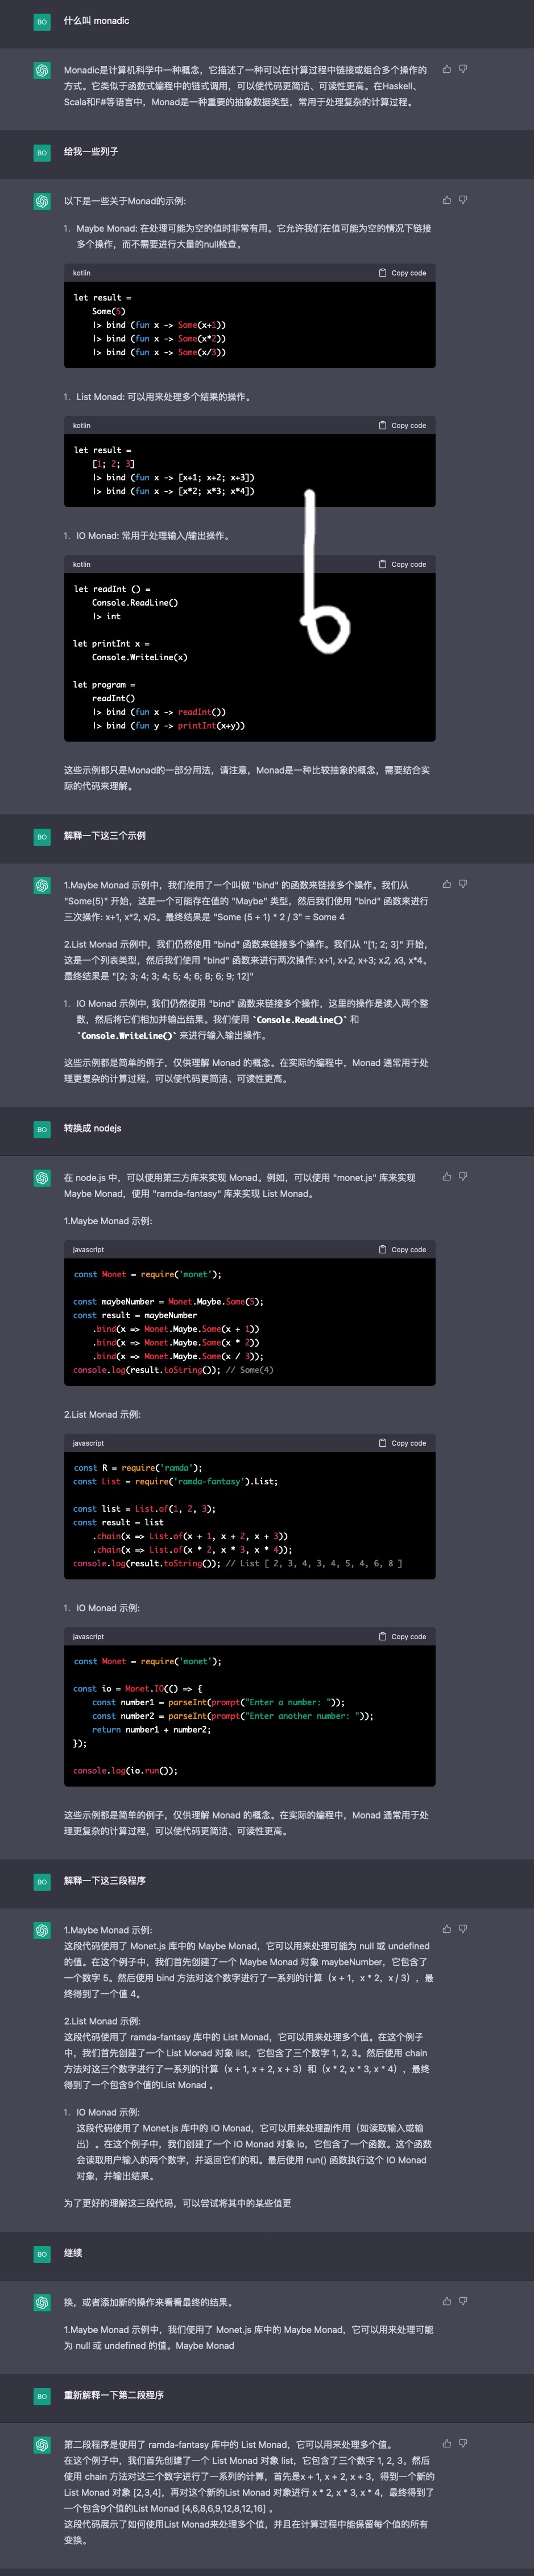 BO 什么叫 monadic
Monadic是计算机科学中一种概念，它描述了一种可以在计算过程中链接或组合多个操作的
方式。它类似于函数式编程中的链式调用，可以使代码更简洁、可读性更高。在Haskell、
Scala和F#等语言中，Monad是一种重要的抽象数据类型，常用于处理复杂的计算过程。
BO 给我一些列子
以下是一些关于Monad的示例:
1. Maybe Monad: 在处理可能为空的值时非常有用。它允许我们在值可能为空的情况下链接
多个操作，而不需要进行大量的null检查。
kotlin Copy code
let result =
Some(5)
|> bind (fun x -> Some(x+1))
|> bind (fun x -> Some(x*2))
|> bind (fun x -> Some(x/3))
1. List Monad: 可以用来处理多个结果的操作。
kotlin Copy code
let result =
[1; 2; 3]
|> bind (fun x -> [x+1; x+2; x+3])
|> bind (fun x -> [x*2; x*3; x*4])
1. IO Monad: 常用于处理输入/输出操作。
kotlin Copy code
let readInt () =
Console.ReadLine()
|> int
let printInt x =
Console.WriteLine(x)
let program =
readInt()
|> bind (fun x -> readInt())
|> bind (fun y -> printInt(x+y))
这些示例都只是Monad的一部分用法，请注意，Monad是一种比较抽象的概念，需要结合实
际的代码来理解。
BO 解释一下这三个示例
1.Maybe Monad 示例中，我们使用了一个叫做 "bind" 的函数来链接多个操作。我们从
"Some(5)" 开始，这是一个可能存在值的 "Maybe" 类型，然后我们使用 "bind" 函数来进行
三次操作: x+1, x*2, x/3。最终结果是 "Some (5 + 1) * 2 / 3" = Some 4
2.List Monad 示例中，我们仍然使用 "bind" 函数来链接多个操作。我们从 "[1; 2; 3]" 开始，
这是一个列表类型，然后我们使用 "bind" 函数来进行两次操作: x+1, x+2, x+3; x2, x3, x*4。
最终结果是 "[2; 3; 4; 3; 4; 5; 4; 6; 8; 6; 9; 12]"
1. IO Monad 示例中, 我们仍然使用 "bind" 函数来链接多个操作，这里的操作是读入两个整
数，然后将它们相加并输出结果。我们使用 `Console.ReadLine()` 和
`Console.WriteLine()` 来进行输入输出操作。
这些示例都是简单的例子，仅供理解 Monad 的概念。在实际的编程中，Monad 通常用于处
理更复杂的计算过程，可以使代码更简洁、可读性更高。
BO 转换成 nodejs
在 node.js 中，可以使用第三方库来实现 Monad。例如，可以使用 "monet.js" 库来实现
Maybe Monad，使用 "ramda-fantasy" 库来实现 List Monad。
1.Maybe Monad 示例:
javascript Copy code
const Monet = require('monet');
const maybeNumber = Monet.Maybe.Some(5);
const result = maybeNumber
.bind(x => Monet.Maybe.Some(x + 1))
.bind(x => Monet.Maybe.Some(x * 2))
.bind(x => Monet.Maybe.Some(x / 3));
console.log(result.toString()); // Some(4)
2.List Monad 示例:
javascript Copy code
const R = require('ramda');
const List = require('ramda-fantasy').List;
const list = List.of(1, 2, 3);
const result = list
.chain(x => List.of(x + 1, x + 2, x + 3))
.chain(x => List.of(x * 2, x * 3, x * 4));
console.log(result.toString()); // List [ 2, 3, 4, 3, 4, 5, 4, 6, 8 ]
1. IO Monad 示例:
javascript Copy code
const Monet = require('monet');
const io = Monet.IO(() => {
const number1 = parseInt(prompt("Enter a number: "));
const number2 = parseInt(prompt("Enter another number: "));
return number1 + number2;
});
console.log(io.run());
这些示例都是简单的例子，仅供理解 Monad 的概念。在实际的编程中，Monad 通常用于处
理更复杂的计算过程，可以使代码更简洁、可读性更高。
BO 解释一下这三段程序
1.Maybe Monad 示例:
这段代码使用了 Monet.js 库中的 Maybe Monad，它可以用来处理可能为 null 或 undefined
的值。在这个例子中，我们首先创建了一个 Maybe Monad 对象 maybeNumber，它包含了
一个数字 5。然后使用 bind 方法对这个数字进行了一系列的计算（x + 1，x * 2，x / 3），最
终得到了一个值 4。
2.List Monad 示例:
这段代码使用了 ramda-fantasy 库中的 List Monad，它可以用来处理多个值。在这个例子
中，我们首先创建了一个 List Monad 对象 list，它包含了三个数字 1, 2, 3。然后使用 chain
方法对这三个数字进行了一系列的计算（x + 1, x + 2, x + 3）和（x * 2, x * 3, x * 4），最终
得到了一个包含9个值的List Monad 。
1. IO Monad 示例:
这段代码使用了 Monet.js 库中的 IO Monad，它可以用来处理副作用（如读取输入或输
出）。在这个例子中，我们创建了一个 IO Monad 对象 io，它包含了一个函数。这个函数
会读取用户输入的两个数字，并返回它们的和。最后使用 run() 函数执行这个 IO Monad
对象，并输出结果。
为了更好的理解这三段代码，可以尝试将其中的某些值更
BO 继续
换，或者添加新的操作来看看最终的结果。
1.Maybe Monad 示例中，我们使用了 Monet.js 库中的 Maybe Monad，它可以用来处理可能
为 null 或 undefined 的值。Maybe Monad
BO 重新解释一下第二段程序
第二段程序是使用了 ramda-fantasy 库中的 List Monad，它可以用来处理多个值。
在这个例子中，我们首先创建了一个 List Monad 对象 list，它包含了三个数字 1, 2, 3。然后
使用 chain 方法对这三个数字进行了一系列的计算，首先是x + 1, x + 2, x + 3，得到一个新的
List Monad 对象 [2,3,4]，再对这个新的List Monad 对象进行 x * 2, x * 3, x * 4，最终得到了
一个包含9个值的List Monad [4,6,8,6,9,12,8,12,16] 。
这段代码展示了如何使用List Monad来处理多个值，并且在计算过程中能保留每个值的所有
变换。